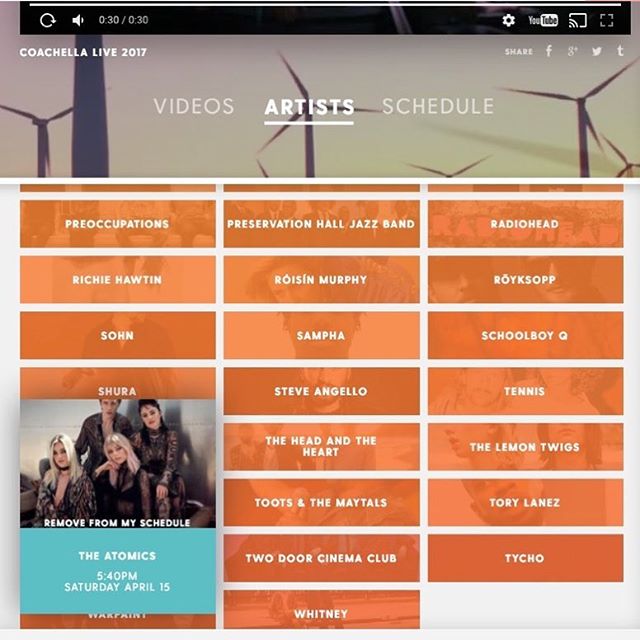 0:30 / 0:30
YouTube
COACHELLA LIVE 2017
SHARE
VIDEOS ARTISTS SCHEDULE
PREOCCUPATIONS
PRESERVATION HALL JAZZ BAND
RADIOHEAD
RADIOHEAD
RICHIE HAWTIN
RÓISÍN MURPHY
RÖYKSOPP
SOHN
SAMPHA
SCHOOLBOY Q
SHURA
STEVE ANGELLO
TENNIS
THE HEAD AND THE
HEART
THE LEMON TWIGS
REMOVE FROM MY SCHEDULE
THE ATOMICS
5:40PM
SATURDAY APRIL 15
TOOTS & THE MAYTALS
TORY LANEZ
TWO DOOR CINEMA CLUB
TYCHO
WARPAINT
WHITNEY